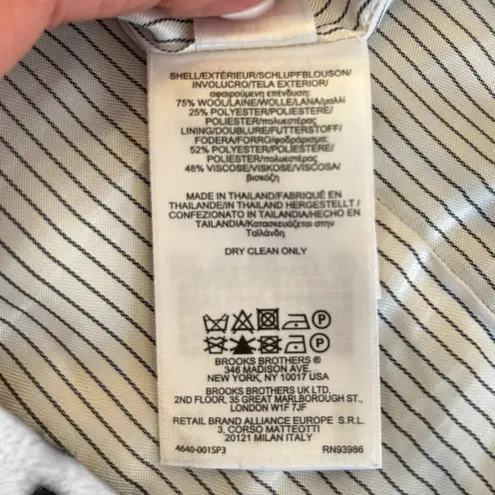 SHELL/EXTÉRIEUR/SCHLUPFBLOUSON/
INVOLUCRO/TELA EXTERIOR/
αφαιρούμενη επένδυση:
75% WOOL/LAINE/WOLLE/LANA/μαλλί
25% POLYESTER/POLIESTERE/
POLIESTER/πολυεστέρας
LINING/DOUBLURE/FUTTERSTOFF/
FODERA/FORRO/φοδράρισμα:
52% POLYESTER/POLIESTERE/
POLIESTER/πολυεστέρας
48% VISCOSE/VISKOSE/VISCOSA/
βισκόζη
MADE IN THAILAND/FABRIQUÉ EN
THAILANDE/IN THAILAND HERGESTELLT /
CONFEZIONATO IN TAILANDIA/HECHO EN
TAILANDIA/Κατασκευάζεται στην
Ταϊλάνδη
DRY CLEAN ONLY
P
P
BROOKS BROTHERS ®
346 MADISON AVE.
NEW YORK, NY 10017 USA
BROOKS BROTHERS UK LTD.
2ND FLOOR, 35 GREAT MARLBOROUGH ST.,
LONDON W1F 7JF
RETAIL BRAND ALLIANCE EUROPE S.R.L.
3, CORSO MATTEOTTI
20121 MILAN ITALY
4640-001SP3 RN93986